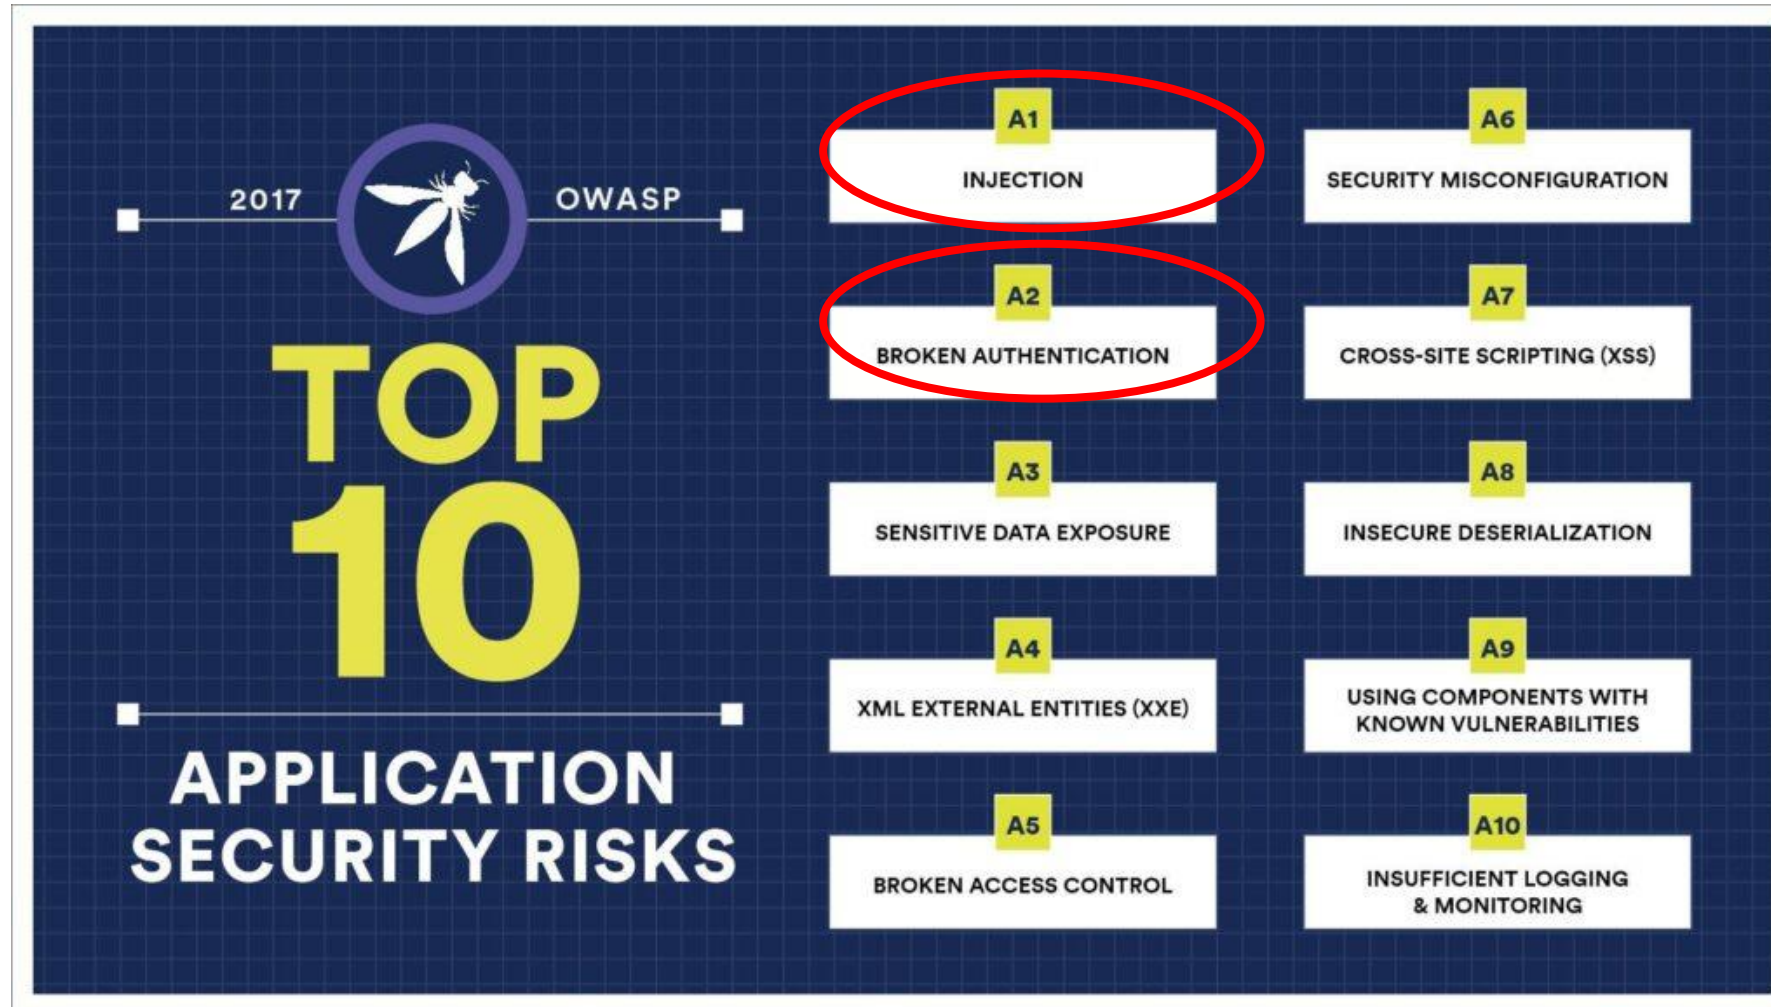 2017 OWASP
TOP
10
APPLICATION
SECURITY RISKS
A1
INJECTION
A2
BROKEN AUTHENTICATION
A3
SENSITIVE DATA EXPOSURE
A4
XML EXTERNAL ENTITIES (XXE)
A5
BROKEN ACCESS CONTROL
A6
SECURITY MISCONFIGURATION
A7
CROSS-SITE SCRIPTING (XSS)
A8
INSECURE DESERIALIZATION
A9
USING COMPONENTS WITH
KNOWN VULNERABILITIES
A10
INSUFFICIENT LOGGING
& MONITORING